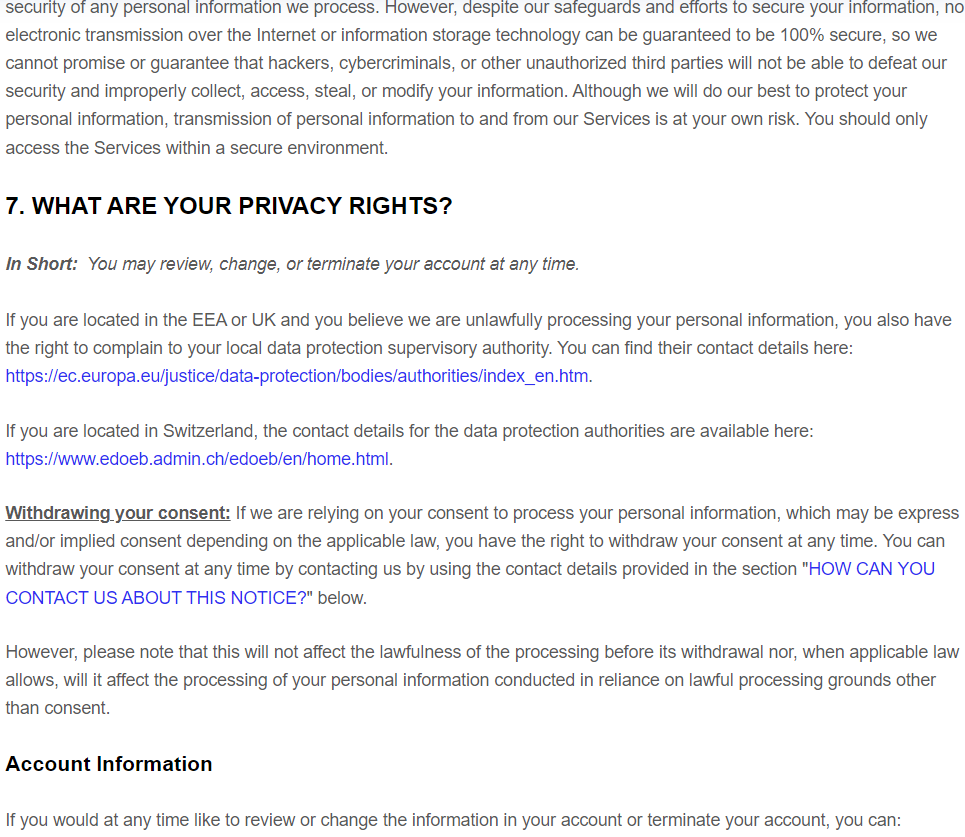 security of any personal information we process. However, despite our safeguards and efforts to secure your information, no
electronic transmission over the Internet or information storage technology can be guaranteed to be 100% secure, so we
cannot promise or guarantee that hackers, cybercriminals, or other unauthorized third parties will not be able to defeat our
security and improperly collect, access, steal, or modify your information. Although we will do our best to protect your
personal information, transmission of personal information to and from our Services is at your own risk. You should only
access the Services within a secure environment.
7. WHAT ARE YOUR PRIVACY RIGHTS?
In Short: You may review, change, or terminate your account at any time.
If you are located in the EEA or UK and you believe we are unlawfully processing your personal information, you also have
the right to complain to your local data protection supervisory authority. You can find their contact details here:
https://ec.europa.eu/justice/data-protection/bodies/authorities/index_en.htm.
If you are located in Switzerland, the contact details for the data protection authorities are available here:
https://www.edoeb.admin.ch/edoeb/en/home.html.
Withdrawing your consent: If we are relying on your consent to process your personal information, which may be express
and/or implied consent depending on the applicable law, you have the right to withdraw your consent at any time. You can
withdraw your consent at any time by contacting us by using the contact details provided in the section "HOW CAN YOU
CONTACT US ABOUT THIS NOTICE?" below.
However, please note that this will not affect the lawfulness of the processing before its withdrawal nor, when applicable law
allows, will it affect the processing of your personal information conducted in reliance on lawful processing grounds other
than consent.
Account Information
If you would at any time like to review or change the information in your account or terminate your account, you can: